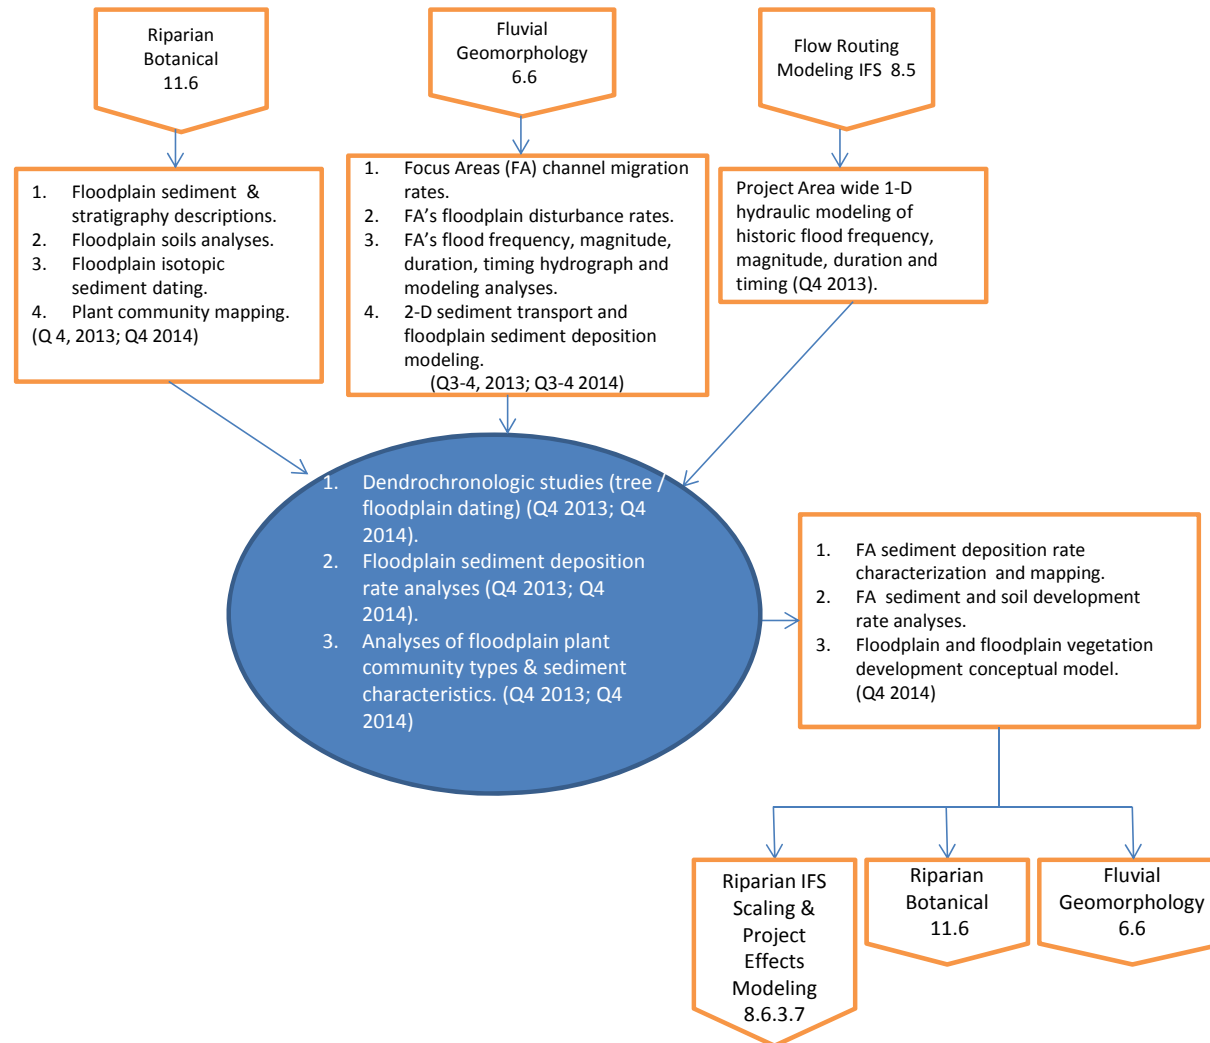 Riparian
Botanical
11.6
Fluvial
Geomorphology
6.6
Flow Routing
Modeling IFS 8.5
1. Floodplain sediment &
stratigraphy descriptions.
2. Floodplain soils analyses.
3. Floodplain isotopic
sediment dating.
4. Plant community mapping.
(Q 4, 2013; Q4 2014)
1. Focus Areas (FA) channel migration
rates.
2. FA's floodplain disturbance rates.
3. FA's flood frequency, magnitude,
duration, timing hydrograph and
modeling analyses.
4. 2-D sediment transport and
floodplain sediment deposition
modeling.
(Q3-4, 2013; Q3-4 2014)
Project Area wide 1-D
hydraulic modeling of
historic flood frequency,
magnitude, duration and
timing (Q4 2013).
1. Dendrochronologic studies (tree /
floodplain dating) (Q4 2013; Q4
2014).
2. Floodplain sediment deposition
rate analyses (Q4 2013; Q4
2014).
3. Analyses of floodplain plant
community types & sediment
characteristics. (Q4 2013; Q4
2014)
1. FA sediment deposition rate
characterization and mapping.
2. FA sediment and soil development
rate analyses.
3. Floodplain and floodplain vegetation
development conceptual model.
(Q4 2014)
Riparian IFS
Scaling &
Project
Effects
Modeling
8.6.3.7
Riparian
Botanical
11.6
Fluvial
Geomorphology
6.6